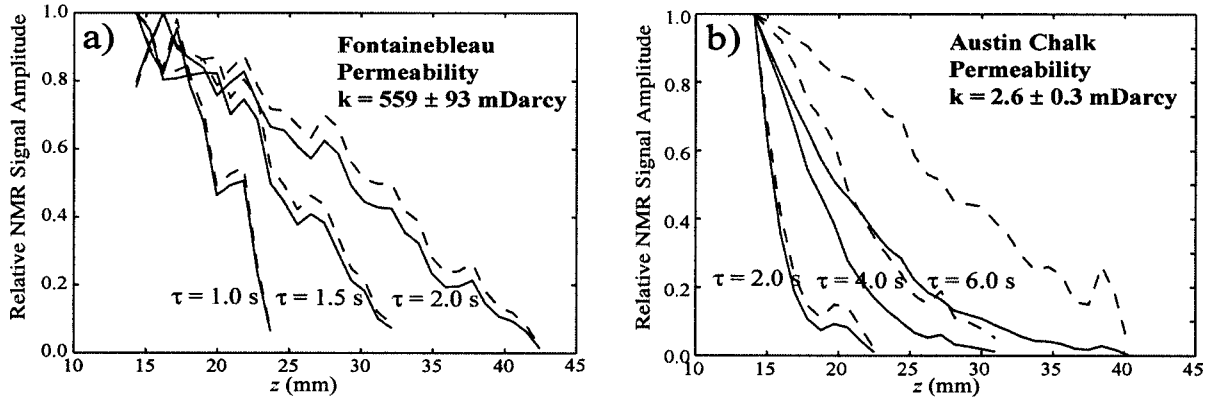 a)
Fontainebleau
Permeability
k = 559 ± 93 mDarcy
Relative NMR Signal Amplitude
1.0
0.8
0.6
0.4
0.2
0.0
τ = 1.0 s
τ = 1.5 s
τ = 2.0 s
10 15 20 25 30 35 40 45
z (mm)
b)
Austin Chalk
Permeability
k = 2.6 ± 0.3 mDarcy
Relative NMR Signal Amplitude
1.0
0.8
0.6
0.4
0.2
0.0
τ = 2.0 s
τ = 4.0 s
τ = 6.0 s
10 15 20 25 30 35 40 45
z (mm)